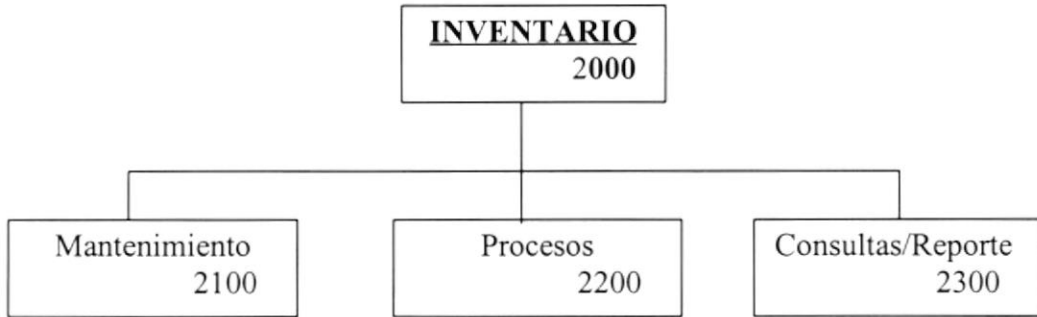 INVENTARIO
2000
Mantenimiento
2100
Procesos
2200
Consultas/Reporte
2300